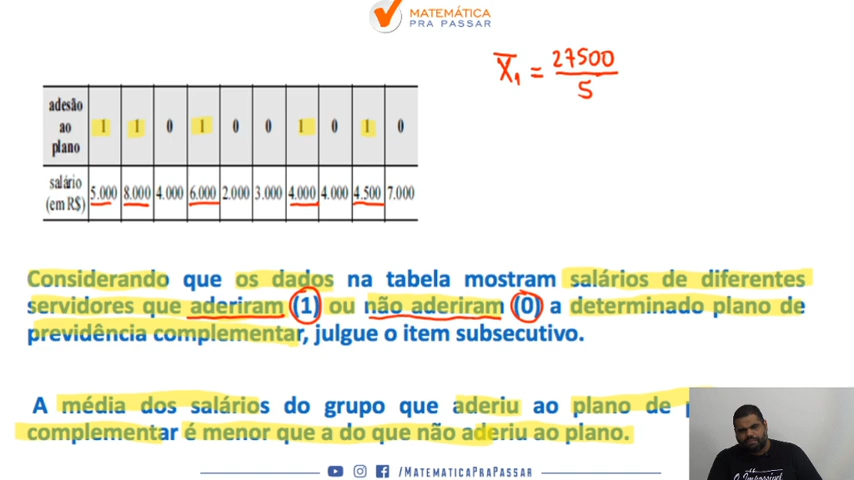 MATEMÁTICA
PRA PASSAR
X̅₁ = 27500
5
adesão
ao
plano
1 1 0 1 0 0 1 0 1 0
salário
(em R$)
5.000 8.000 4.000 6.000 2.000 3.000 4.000 4.000 4.500 7.000
Considerando que os dados na tabela mostram salários de diferentes
servidores que aderiram (1) ou não aderiram (0) a determinado plano de
previdência complementar, julgue o item subsecutivo.
A média dos salários do grupo que aderiu ao plano de
complementar é menor que a do que não aderiu ao plano.
/MatematicaPraPassar
O Impossível